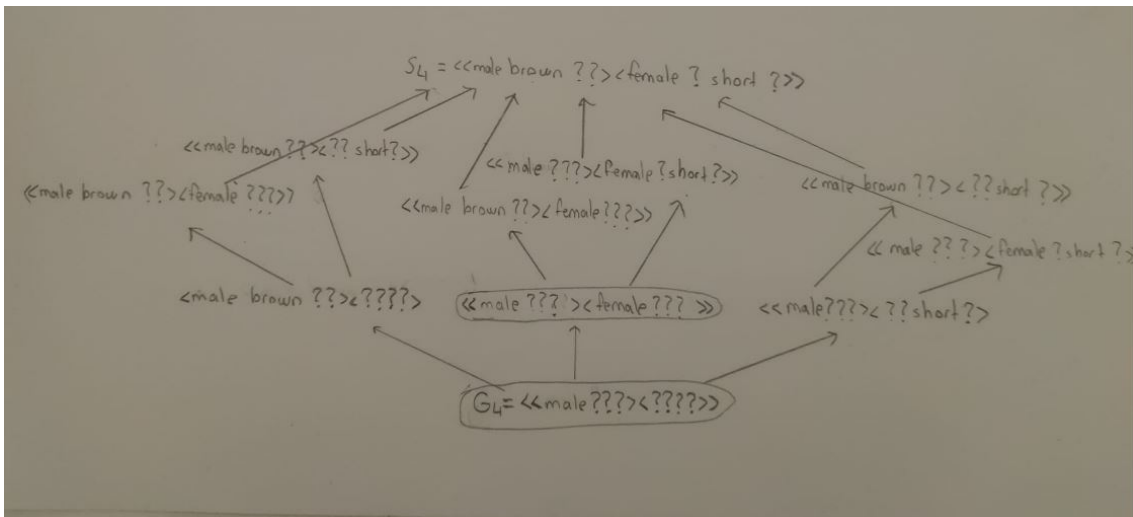 S4 = <<male brown ??><female ? short ?>>
<<male brown ??><?? short?>>
<<male ???><female ? short?>>
<<male brown ??><?? short ?>>
<<male brown ??><female ???>?
<<male brown ??><female???>>
<< male ???><female ? short ?>
<male brown ??><????>
<<male ???><female ??? >>
<<male???><?? short ?>
G4= <<male???><????>>